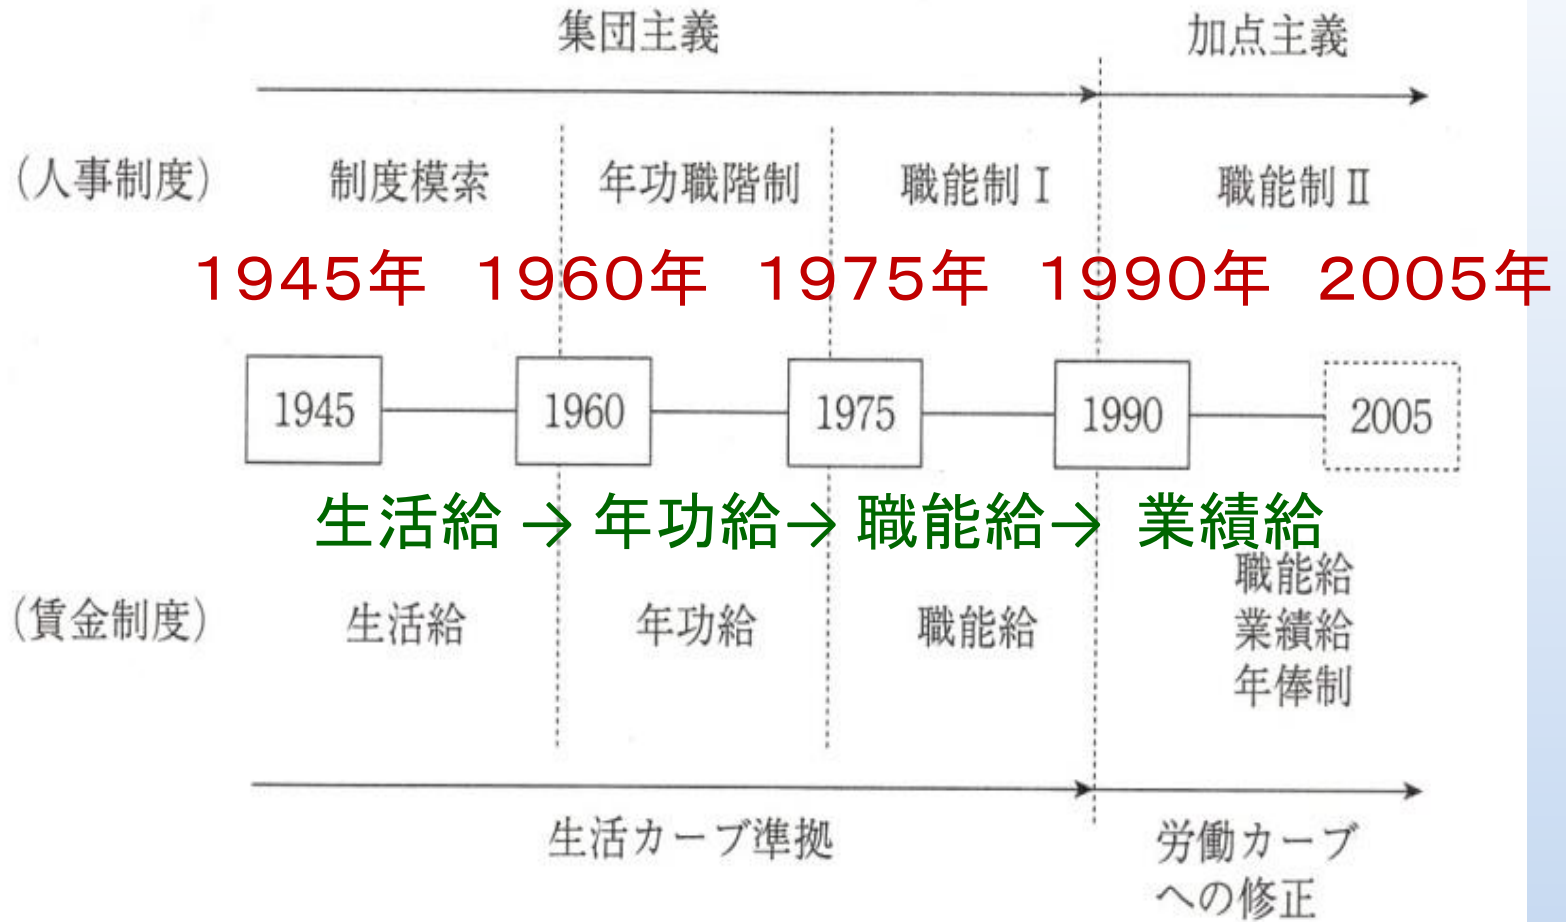 集団主義 加点主義
(人事制度) 制度模索 年功職階制 職能制Ⅰ 職能制Ⅱ
1945年 1960年 1975年 1990年 2005年
1945 1960 1975 1990 2005
生活給→年功給→職能給→ 業績給
(賃金制度) 生活給 年功給 職能給
職能給
業績給
年俸制
生活カーブ準拠
労働カーブ
への修正